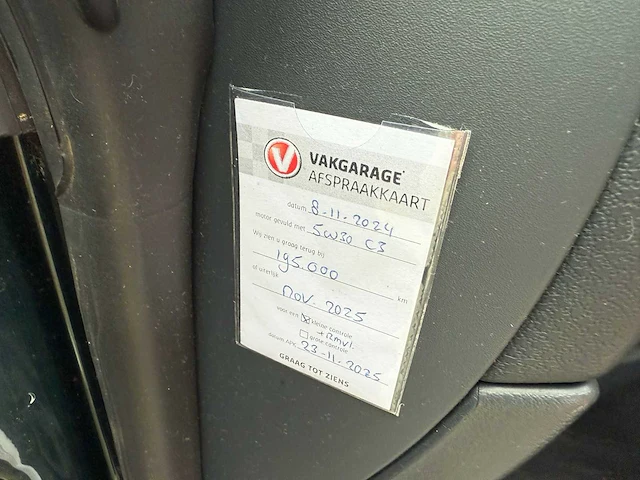 V VAKGARAGE
AFSPRAAKKAART
datum 8-11-2024
motor gevuld met 5W30 C3
Wij zien u graag terug bij
195.000 km
of uiterlijk
nov. 2025
voor een ☒ kleine controle
+ Rmvl.
☐ grote controle
datum APK 23-11-2025
GRAAG TOT ZIENS